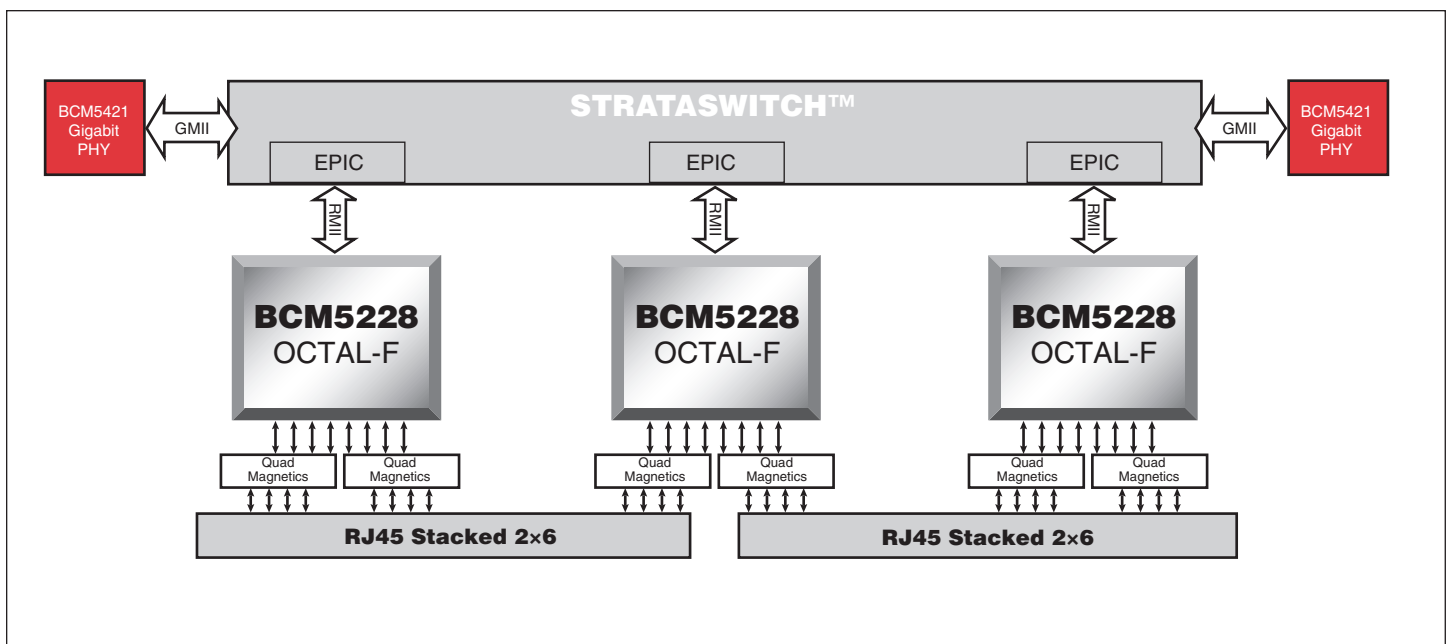 STRATASWITCH™
BCM5421
Gigabit
PHY
GMII
GMII
BCM5421
Gigabit
PHY
EPIC
EPIC
EPIC
RMII
RMII
RMII
BCM5228
OCTAL-F
BCM5228
OCTAL-F
BCM5228
OCTAL-F
Quad
Magnetics
Quad
Magnetics
Quad
Magnetics
Quad
Magnetics
Quad
Magnetics
Quad
Magnetics
RJ45 Stacked 2×6
RJ45 Stacked 2×6